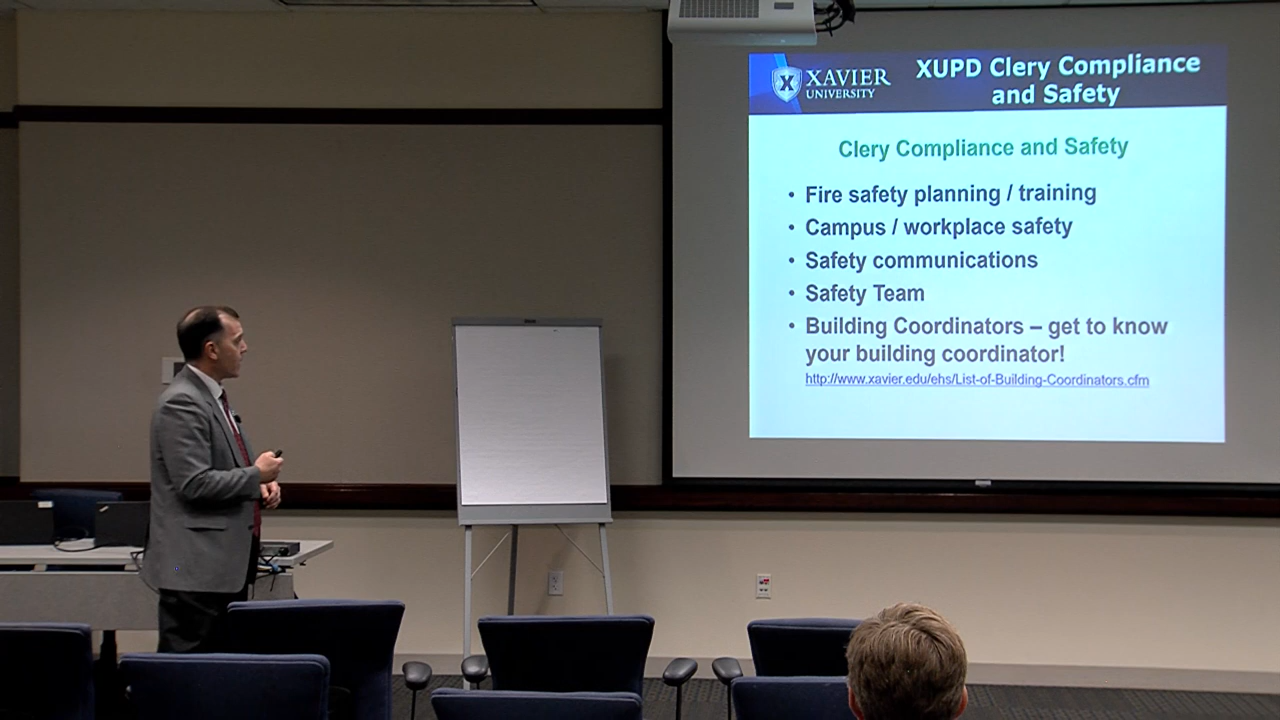 XAVIER
UNIVERSITY
XUPD Clery Compliance
and Safety
Clery Compliance and Safety
• Fire safety planning / training
• Campus / workplace safety
• Safety communications
• Safety Team
• Building Coordinators – get to know
your building coordinator!
http://www.xavier.edu/ehs/List-of-Building-Coordinators.cfm